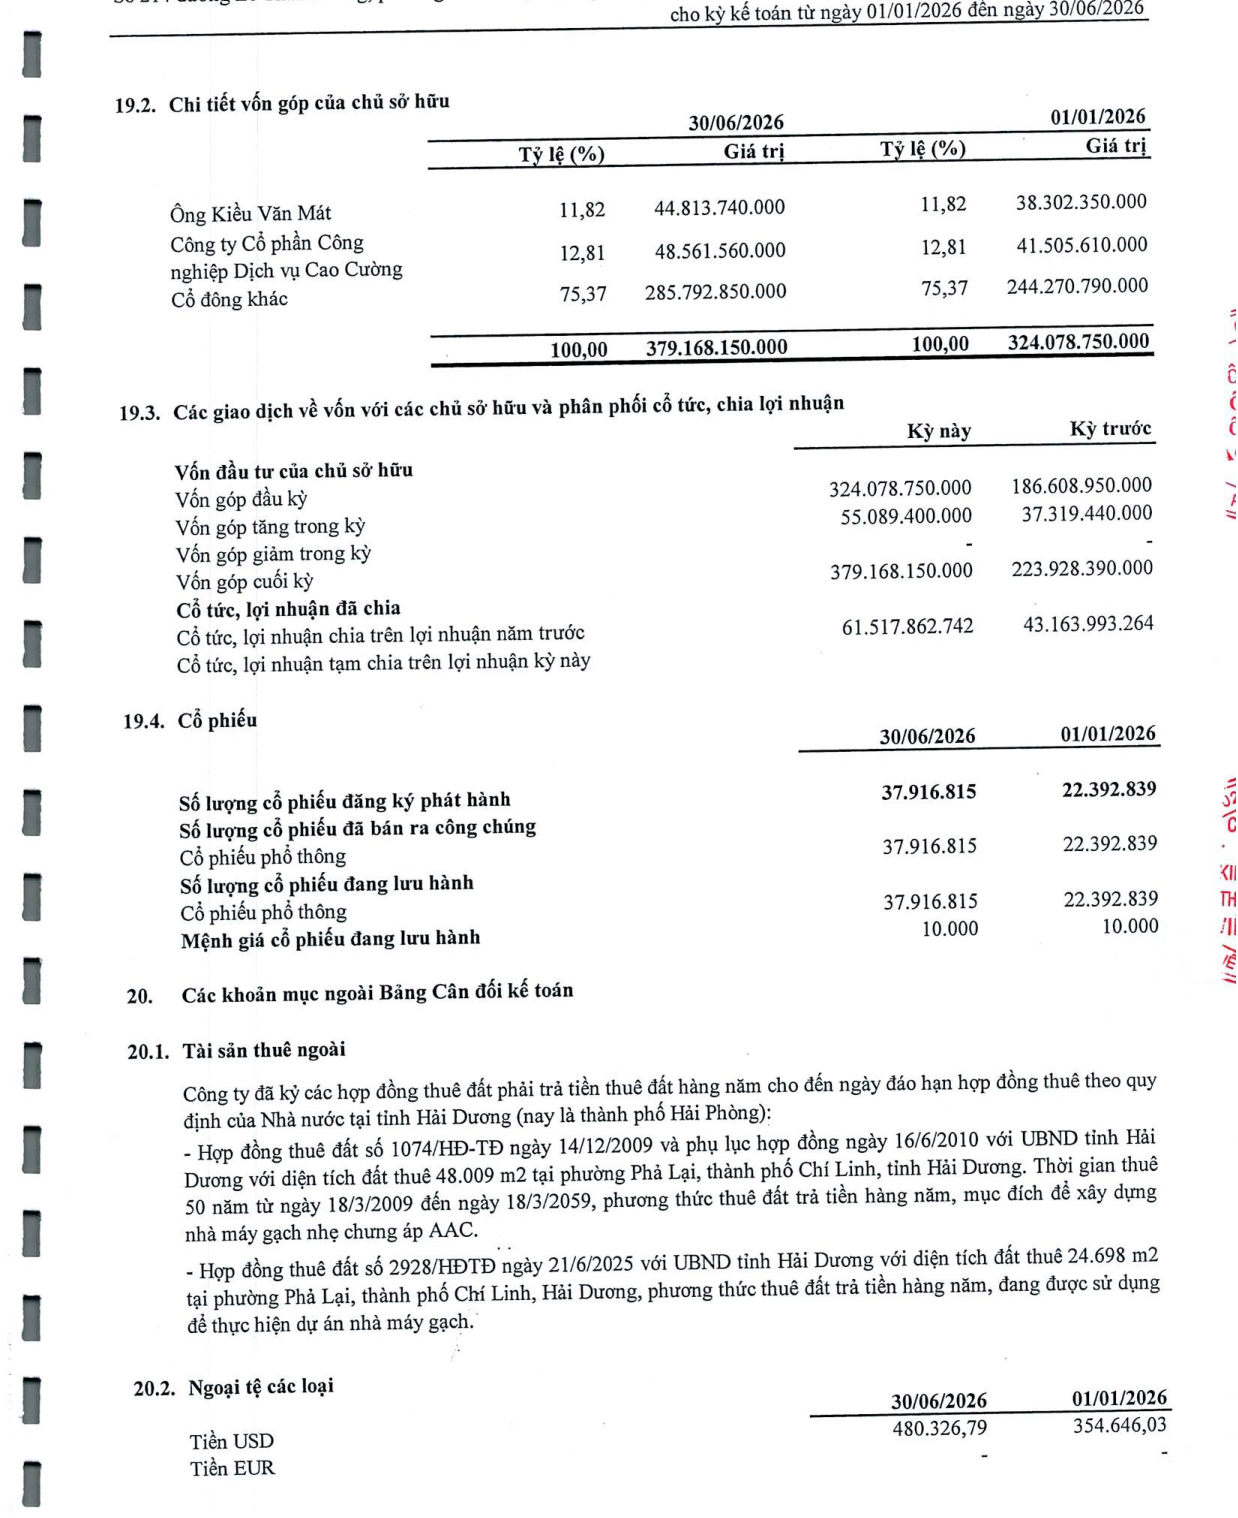 cho kỳ kế toán từ ngày 01/01/2026 đến ngày 30/06/2026
19.2. Chi tiết vốn góp của chủ sở hữu
30/06/2026 01/01/2026
Tỷ lệ (%) Giá trị Tỷ lệ (%) Giá trị
Ông Kiều Văn Mát 11,82 44.813.740.000 11,82 38.302.350.000
Công ty Cổ phần Công
nghiệp Dịch vụ Cao Cường 12,81 48.561.560.000 12,81 41.505.610.000
Cổ đông khác 75,37 285.792.850.000 75,37 244.270.790.000
100,00 379.168.150.000 100,00 324.078.750.000
19.3. Các giao dịch về vốn với các chủ sở hữu và phân phối cổ tức, chia lợi nhuận
Kỳ này Kỳ trước
Vốn đầu tư của chủ sở hữu
Vốn góp đầu kỳ 324.078.750.000 186.608.950.000
Vốn góp tăng trong kỳ 55.089.400.000 37.319.440.000
Vốn góp giảm trong kỳ - -
Vốn góp cuối kỳ 379.168.150.000 223.928.390.000
Cổ tức, lợi nhuận đã chia
Cổ tức, lợi nhuận chia trên lợi nhuận năm trước 61.517.862.742 43.163.993.264
Cổ tức, lợi nhuận tạm chia trên lợi nhuận kỳ này
19.4. Cổ phiếu
30/06/2026 01/01/2026
Số lượng cổ phiếu đăng ký phát hành 37.916.815 22.392.839
Số lượng cổ phiếu đã bán ra công chúng
Cổ phiếu phổ thông 37.916.815 22.392.839
Số lượng cổ phiếu đang lưu hành
Cổ phiếu phổ thông 37.916.815 22.392.839
Mệnh giá cổ phiếu đang lưu hành 10.000 10.000
20. Các khoản mục ngoài Bảng Cân đối kế toán
20.1. Tài sản thuê ngoài
Công ty đã ký các hợp đồng thuê đất phải trả tiền thuê đất hàng năm cho đến ngày đáo hạn hợp đồng thuê theo quy
định của Nhà nước tại tỉnh Hải Dương (nay là thành phố Hải Phòng):
- Hợp đồng thuê đất số 1074/HĐ-TĐ ngày 14/12/2009 và phụ lục hợp đồng ngày 16/6/2010 với UBND tỉnh Hải
Dương với diện tích đất thuê 48.009 m2 tại phường Phả Lại, thành phố Chí Linh, tỉnh Hải Dương. Thời gian thuê
50 năm từ ngày 18/3/2009 đến ngày 18/3/2059, phương thức thuê đất trả tiền hàng năm, mục đích để xây dựng
nhà máy gạch nhẹ chưng áp AAC.
- Hợp đồng thuê đất số 2928/HĐTĐ ngày 21/6/2025 với UBND tỉnh Hải Dương với diện tích đất thuê 24.698 m2
tại phường Phả Lại, thành phố Chí Linh, Hải Dương, phương thức thuê đất trả tiền hàng năm, đang được sử dụng
để thực hiện dự án nhà máy gạch.
20.2. Ngoại tệ các loại
30/06/2026 01/01/2026
Tiền USD 480.326,79 354.646,03
Tiền EUR - -